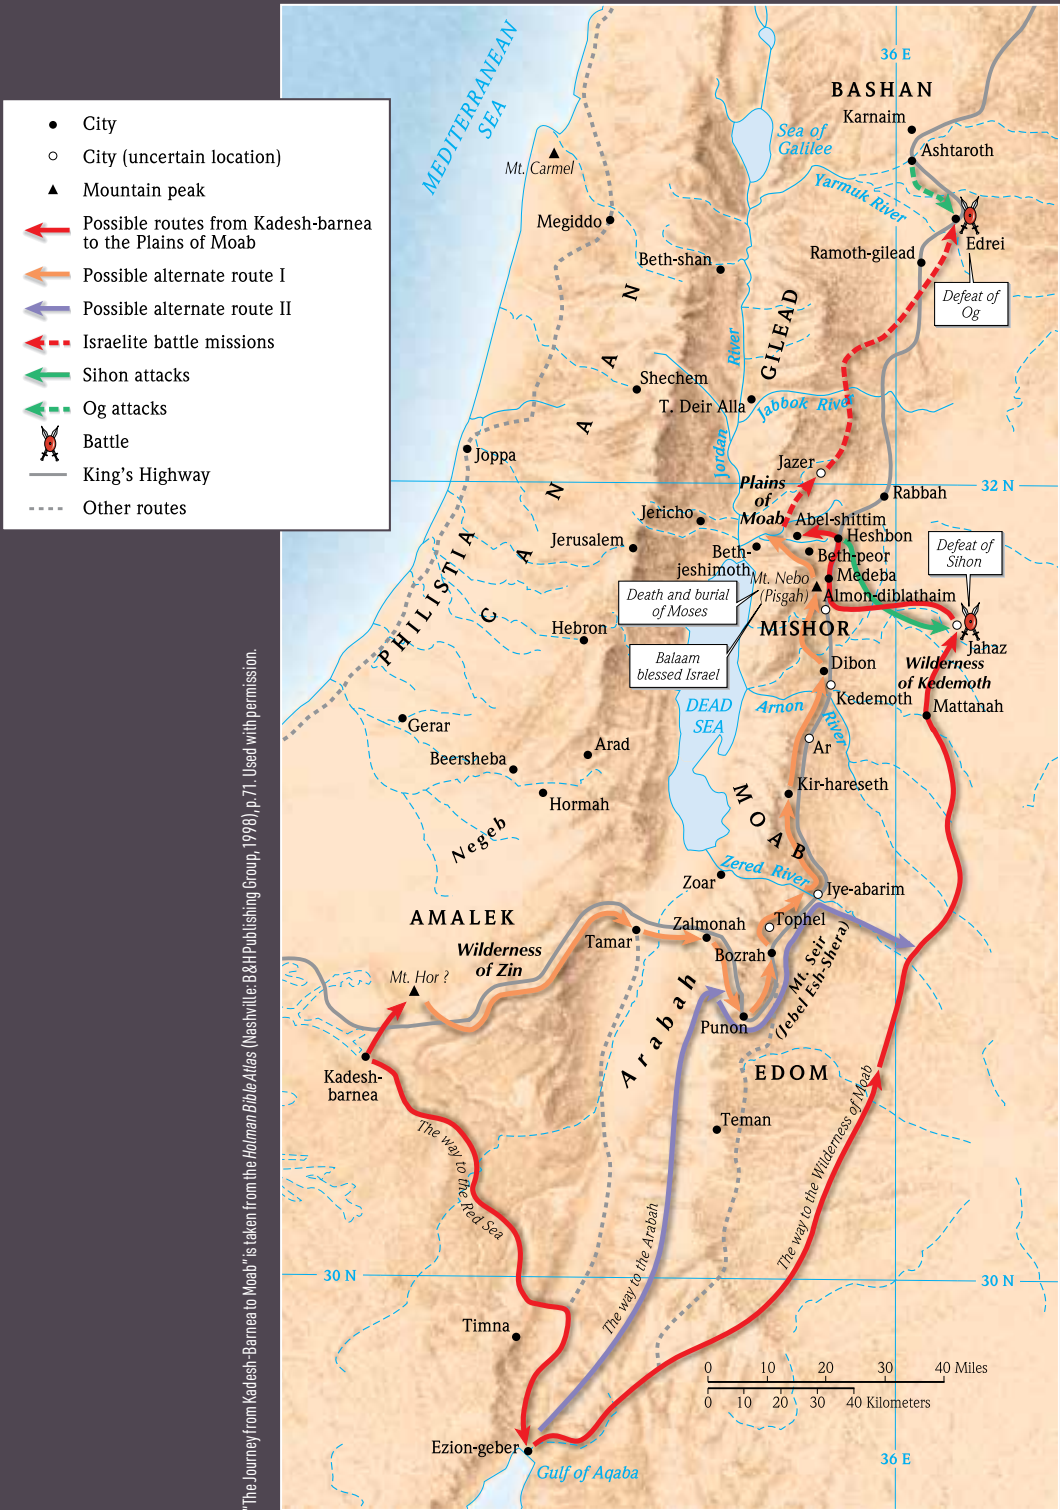 City
City (uncertain location)
Mountain peak
Possible routes from Kadesh-barnea
to the Plains of Moab
Possible alternate route I
Possible alternate route II
Israelite battle missions
Sihon attacks
Og attacks
Battle
King's Highway
Other routes
MEDITERRANEAN
SEA
36 E
BASHAN
Karnaim
Sea of
Galilee
Ashtaroth
Mt. Carmel
Yarmuk River
Megiddo
Edrei
Ramoth-gilead
Beth-shan
Defeat of
Og
GILEAD
CANAAN
Shechem
T. Deir Alla
Jabbok River
Jordan River
Joppa
Jazer
32 N
Plains
of
Moab
Rabbah
Jericho
Abel-shittim
Heshbon
Jerusalem
Beth-
jeshimoth
Beth-peor
Defeat of
Sihon
PHILISTIA
Medeba
Mt. Nebo
(Pisgah)
Almon-diblathaim
Death and burial
of Moses
MISHOR
Hebron
Jahaz
Balaam
blessed Israel
Dibon
Wilderness
of Kedemoth
Kedemoth
DEAD
SEA
Arnon River
Mattanah
Gerar
Ar
Arad
Beersheba
Kir-hareseth
Hormah
MOAB
Negeb
Zered River
Zoar
Iye-abarim
AMALEK
Tophel
Zalmonah
Tamar
Wilderness
of Zin
Bozrah
Mt. Seir
(Jebel Esh-Shera)
Mt. Hor ?
Punon
Arabah
Kadesh-
barnea
EDOM
Teman
The way to the Red Sea
The way to the Wilderness of Moab
The way to the Arabah
30 N
30 N
Timna
0 10 20 30 40 Miles
0 10 20 30 40 Kilometers
Ezion-geber
36 E
Gulf of Aqaba
"The Journey from Kadesh-Barnea to Moab" is taken from the Holman Bible Atlas (Nashville: B&H Publishing Group, 1998), p. 71. Used with permission.